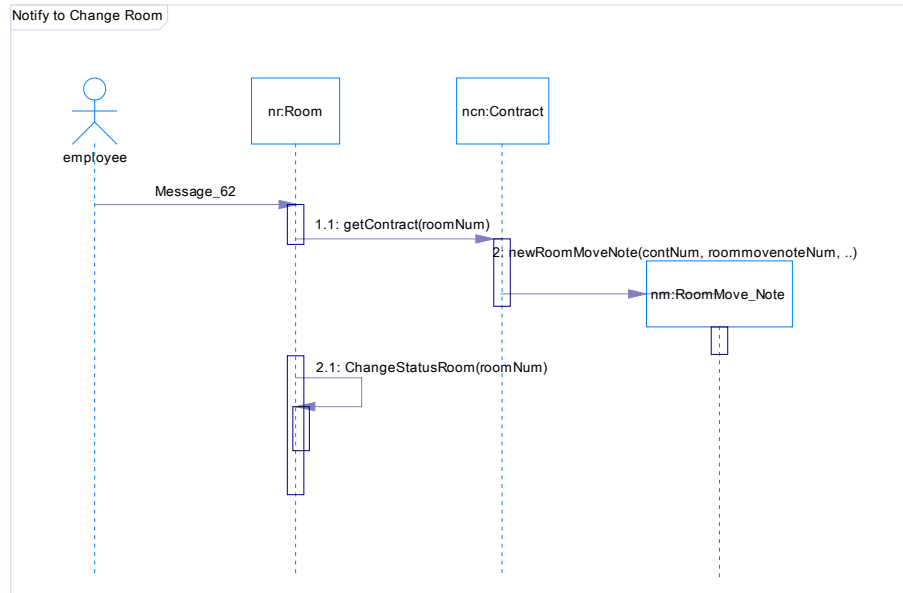 Notify to Change Room
nr:Room
ncn:Contract
employee
Message_62
1.1: getContract(roomNum)
2: newRoomMoveNote(contNum, roommovenoteNum, ..)
nm:RoomMove_Note
2.1: ChangeStatusRoom(roomNum)